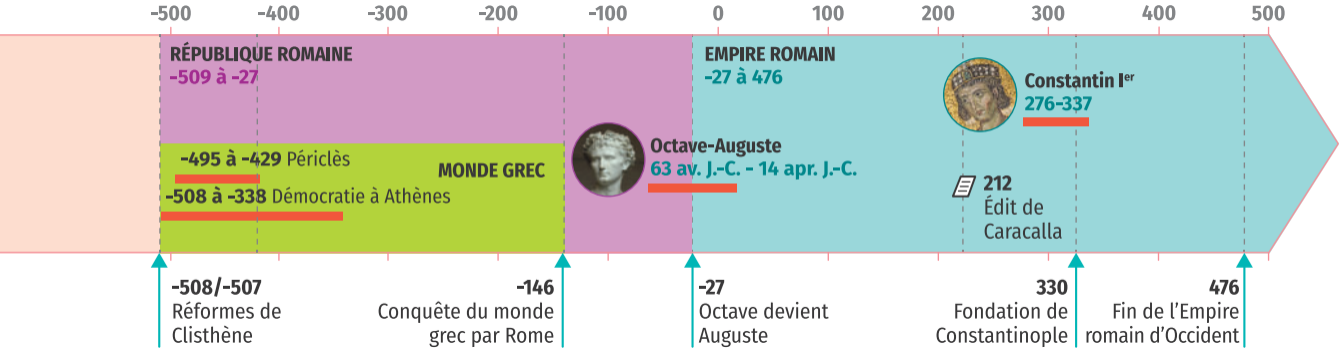 -500 -400 -300 -200 -100 0 100 200 300 400 500
RÉPUBLIQUE ROMAINE
-509 à -27
EMPIRE ROMAIN
-27 à 476
Constantin Iᵉʳ
276-337
Octave-Auguste
63 av. J.-C. - 14 apr. J.-C.
-495 à -429 Périclès
MONDE GREC
-508 à -338 Démocratie à Athènes
212
Édit de
Caracalla
-508/-507
Réformes de
Clisthène
-146
Conquête du monde
grec par Rome
-27
Octave devient
Auguste
330
Fondation de
Constantinople
476
Fin de l’Empire
romain d’Occident